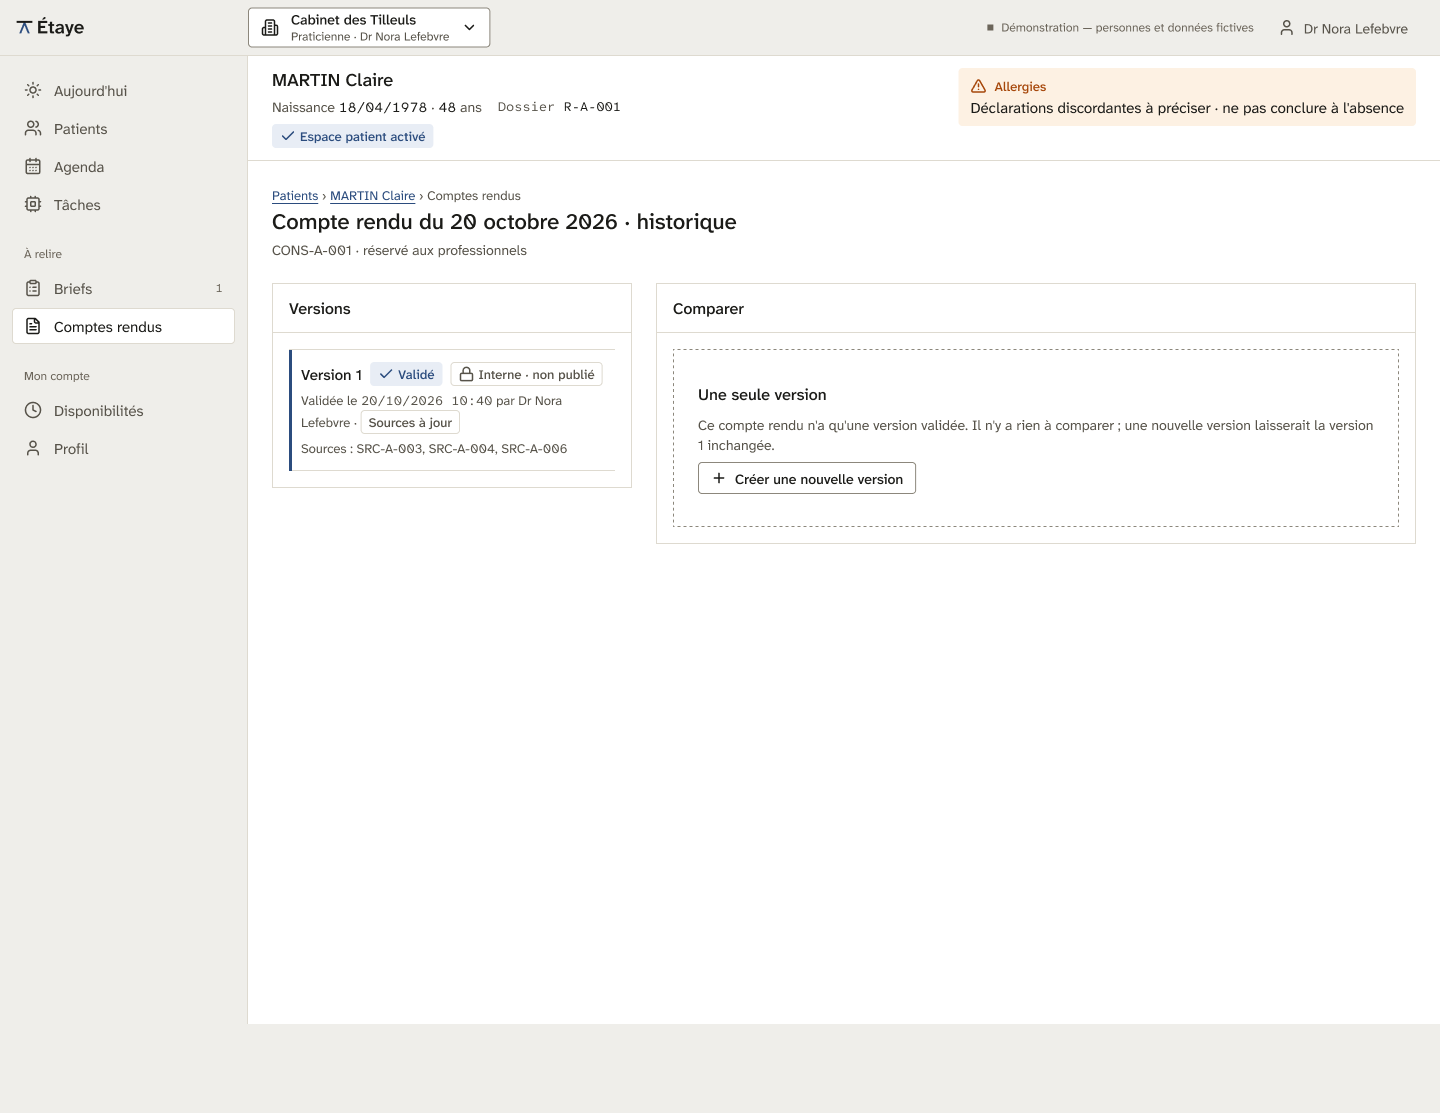 Étaye
Cabinet des Tilleuls
Praticienne · Dr Nora Lefebvre
Démonstration — personnes et données fictives
Dr Nora Lefebvre
Aujourd'hui
Patients
Agenda
Tâches
À relire
Briefs 1
Comptes rendus
Mon compte
Disponibilités
Profil
MARTIN Claire
Naissance 18/04/1978 · 48 ans Dossier R-A-001
Espace patient activé
Allergies
Déclarations discordantes à préciser · ne pas conclure à l'absence
Patients › MARTIN Claire › Comptes rendus
Compte rendu du 20 octobre 2026 · historique
CONS-A-001 · réservé aux professionnels
Versions
Version 1 Validé Interne · non publié
Validée le 20/10/2026 10:40 par Dr Nora
Lefebvre · Sources à jour
Sources : SRC-A-003, SRC-A-004, SRC-A-006
Comparer
Une seule version
Ce compte rendu n'a qu'une version validée. Il n'y a rien à comparer ; une nouvelle version laisserait la version
1 inchangée.
Créer une nouvelle version